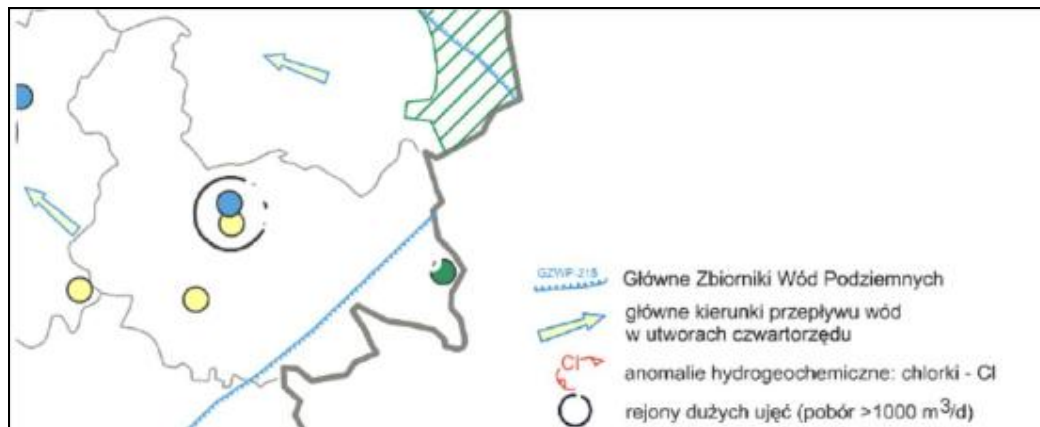 GZWP-215
Główne Zbiorniki Wód Podziemnych
główne kierunki przepływu wód
w utworach czwartorzędu
Cl
anomalie hydrogeochemiczne: chlorki - Cl
rejony dużych ujęć (pobór >1000 m³/d)